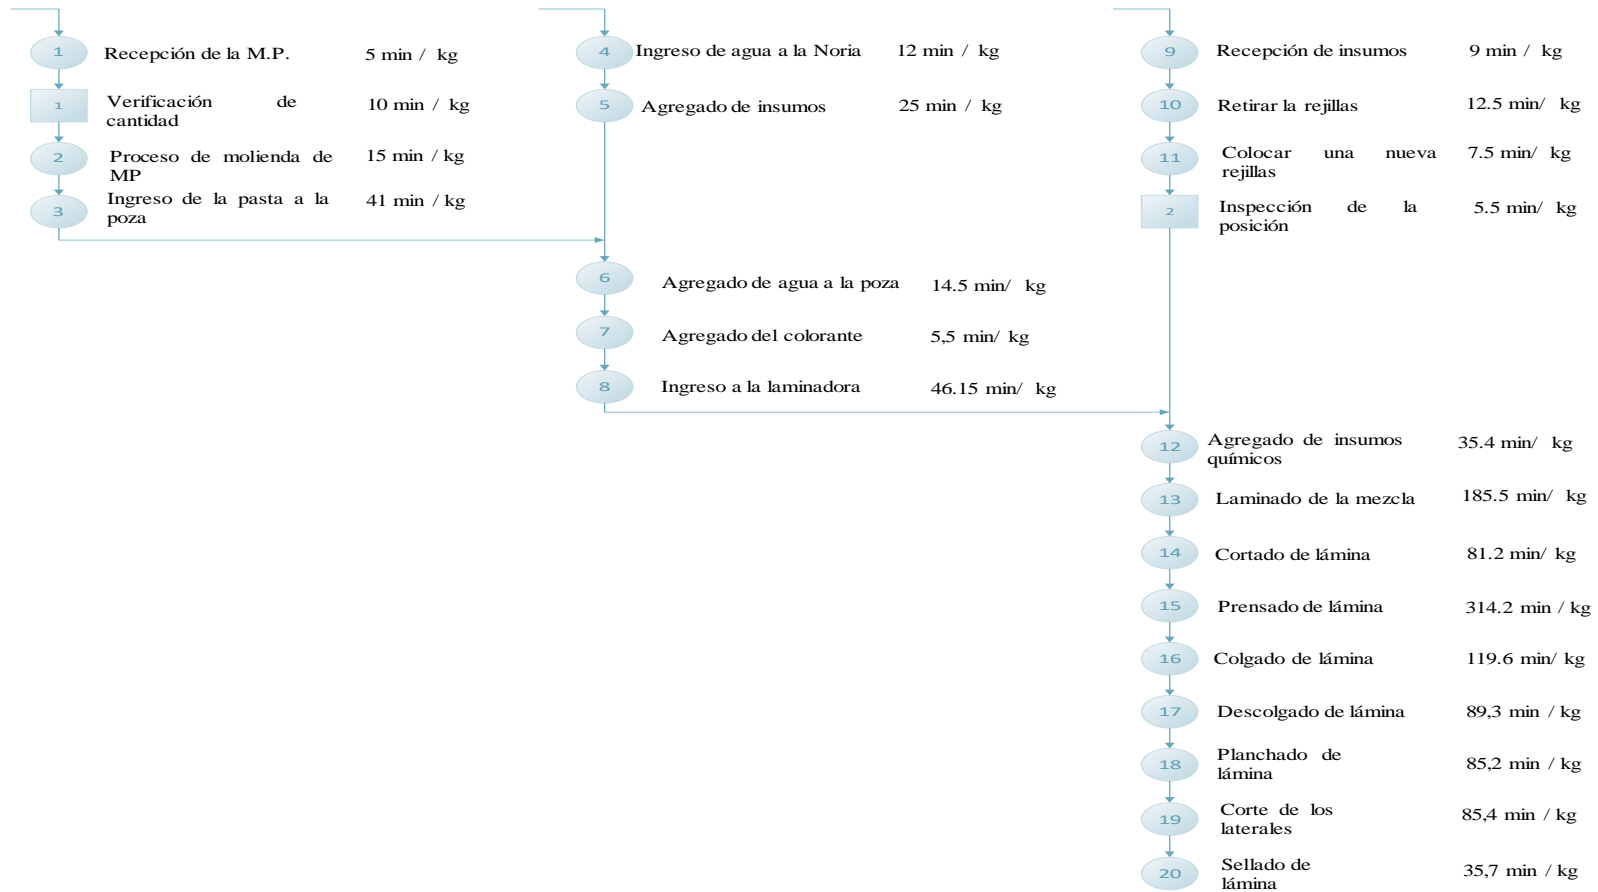 1 Recepción de la M.P. 5 min / kg
1 Verificación de
cantidad 10 min / kg
2 Proceso de molienda de
MP 15 min / kg
3 Ingreso de la pasta a la
poza 41 min / kg
4 Ingreso de agua a la Noria 12 min / kg
5 Agregado de insumos 25 min / kg
6 Agregado de agua a la poza 14.5 min/ kg
7 Agregado del colorante 5,5 min/ kg
8 Ingreso a la laminadora 46.15 min/ kg
9 Recepción de insumos 9 min / kg
10 Retirar la rejillas 12.5 min/ kg
11 Colocar una nueva
rejillas 7.5 min/ kg
2 Inspección de la
posición 5.5 min/ kg
12 Agregado de insumos
químicos 35.4 min/ kg
13 Laminado de la mezcla 185.5 min/ kg
14 Cortado de lámina 81.2 min/ kg
15 Prensado de lámina 314.2 min / kg
16 Colgado de lámina 119.6 min/ kg
17 Descolgado de lámina 89,3 min / kg
18 Planchado de
lámina 85,2 min / kg
19 Corte de los
laterales 85,4 min / kg
20 Sellado de
lámina 35,7 min / kg